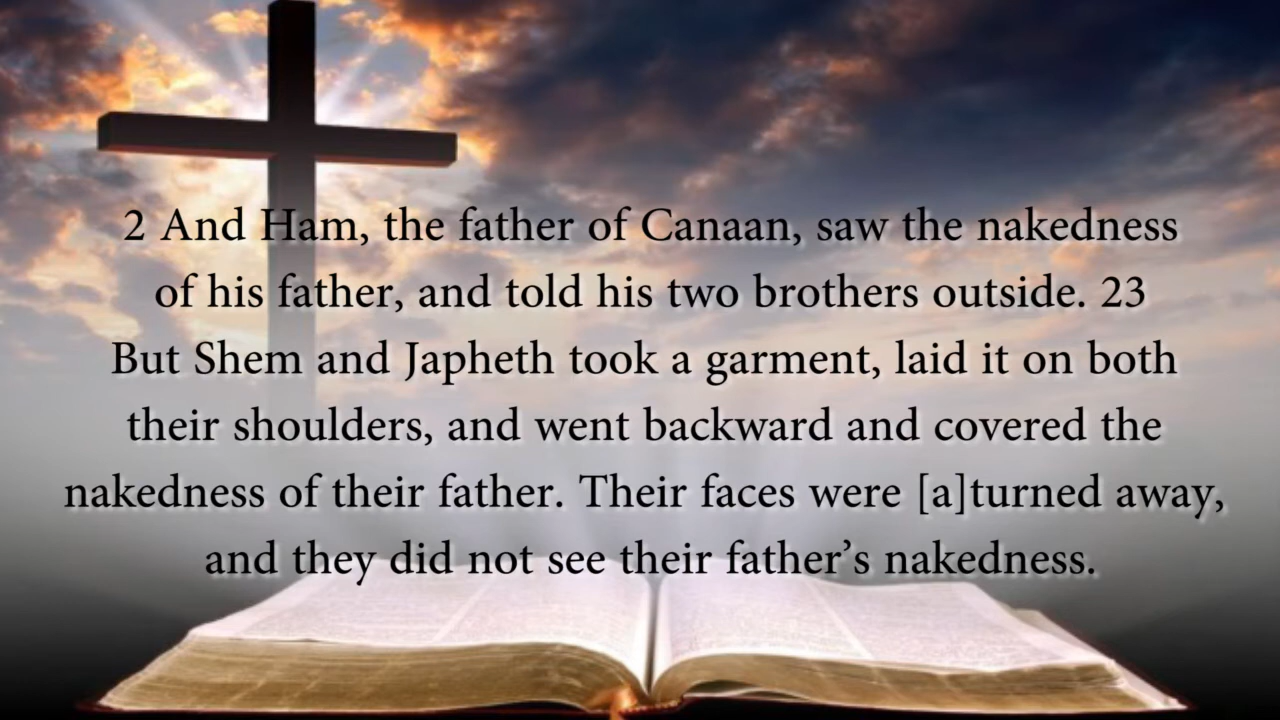 2 And Ham, the father of Canaan, saw the nakedness
of his father, and told his two brothers outside. 23
But Shem and Japheth took a garment, laid it on both
their shoulders, and went backward and covered the
nakedness of their father. Their faces were [a]turned away,
and they did not see their father’s nakedness.